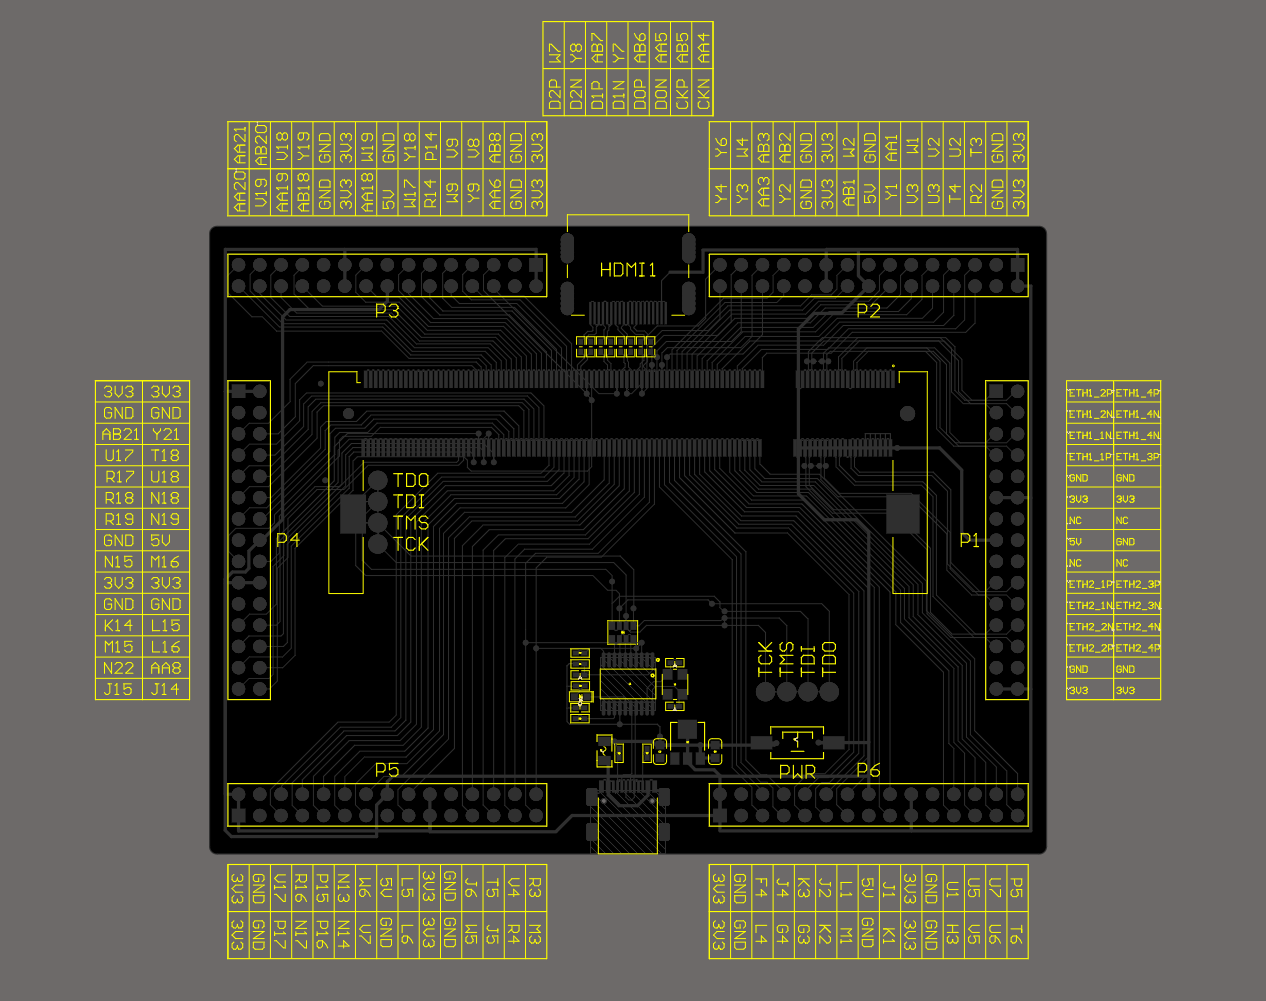 W7 Y8 AB7 Y7 AB6 AA5 AB5 AA4
D2P D2N D1P D1N D0P D0N CKP CKN
AA21 AB20 U18 Y19 GND 3V3 W19 GND Y18 P14 V9 V8 AB8 GND 3V3
AA20 V19 AA19 AB18 GND 3V3 AA18 5V W17 R14 W9 Y9 AA6 GND 3V3
Y6 W4 AB3 AB2 GND 3V3 W2 GND AA1 W1 V2 U2 T3 GND 3V3
Y4 Y3 AA3 Y2 GND 3V3 AB1 5V Y1 V3 U3 T4 R2 GND 3V3
HDMI1
P3
P2
3V3 3V3
GND GND
AB21 Y21
U17 T18
R17 U18
R18 N18
R19 N19
GND 5V
N15 M16
3V3 3V3
GND GND
K14 L15
M15 L16
N22 AA8
J15 J14
P4
TDO
TDI
TMS
TCK
P1
ETH1_2P ETH1_4P
ETH1_2N ETH1_4N
ETH1_1N ETH1_4N
ETH1_1P ETH1_3P
GND GND
3V3 3V3
NC NC
5V GND
NC NC
ETH2_1P ETH2_3P
ETH2_1N ETH2_3N
ETH2_2N ETH2_4N
ETH2_2P ETH2_4P
GND GND
3V3 3V3
TCK TMS TDI TDO
P5
PWR
P6
3V3 GND V17 R16 P15 N13 W6 5V L5 3V3 GND J6 T5 V4 R3
3V3 GND P17 N17 P16 N14 V7 GND L6 3V3 GND W5 J5 R4 M3
3V3 GND F4 J4 K3 J2 L1 5V J1 3V3 GND U1 U5 U7 P5
3V3 GND L4 G4 G3 K2 M1 GND K1 3V3 GND H3 V5 U6 T6